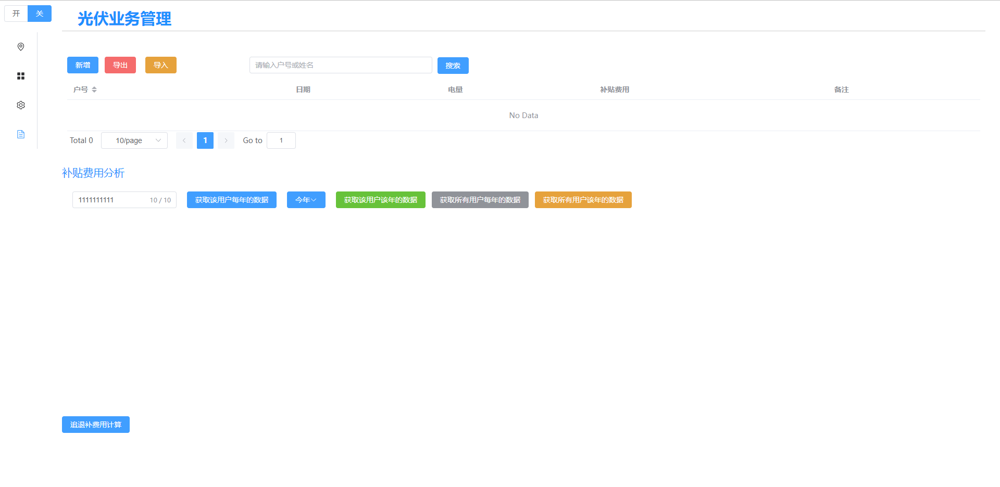 开 关
光伏业务管理
新增 导出 导入 请输入户号或姓名 搜索
户号 日期 电量 补贴费用 备注
No Data
Total 0 10/page 1 Go to 1
补贴费用分析
1111111111 10 / 10 获取该用户每年的数据 今年 获取该用户该年的数据 获取所有用户每年的数据 获取所有用户该年的数据
追退补费用计算